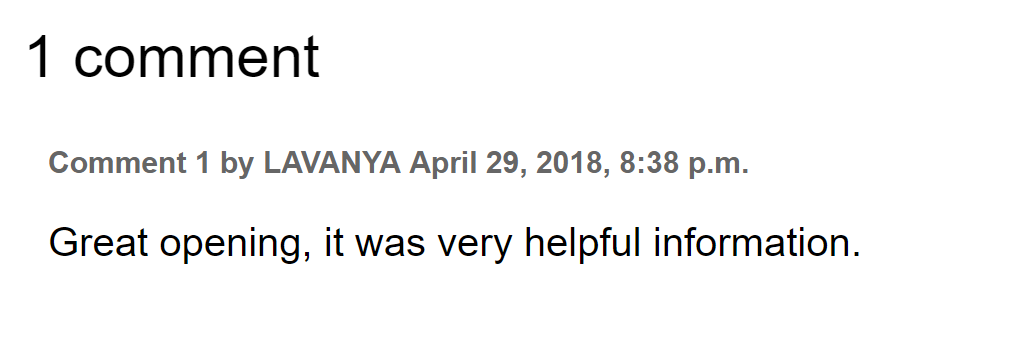 1 comment
Comment 1 by LAVANYA April 29, 2018, 8:38 p.m.
Great opening, it was very helpful information.